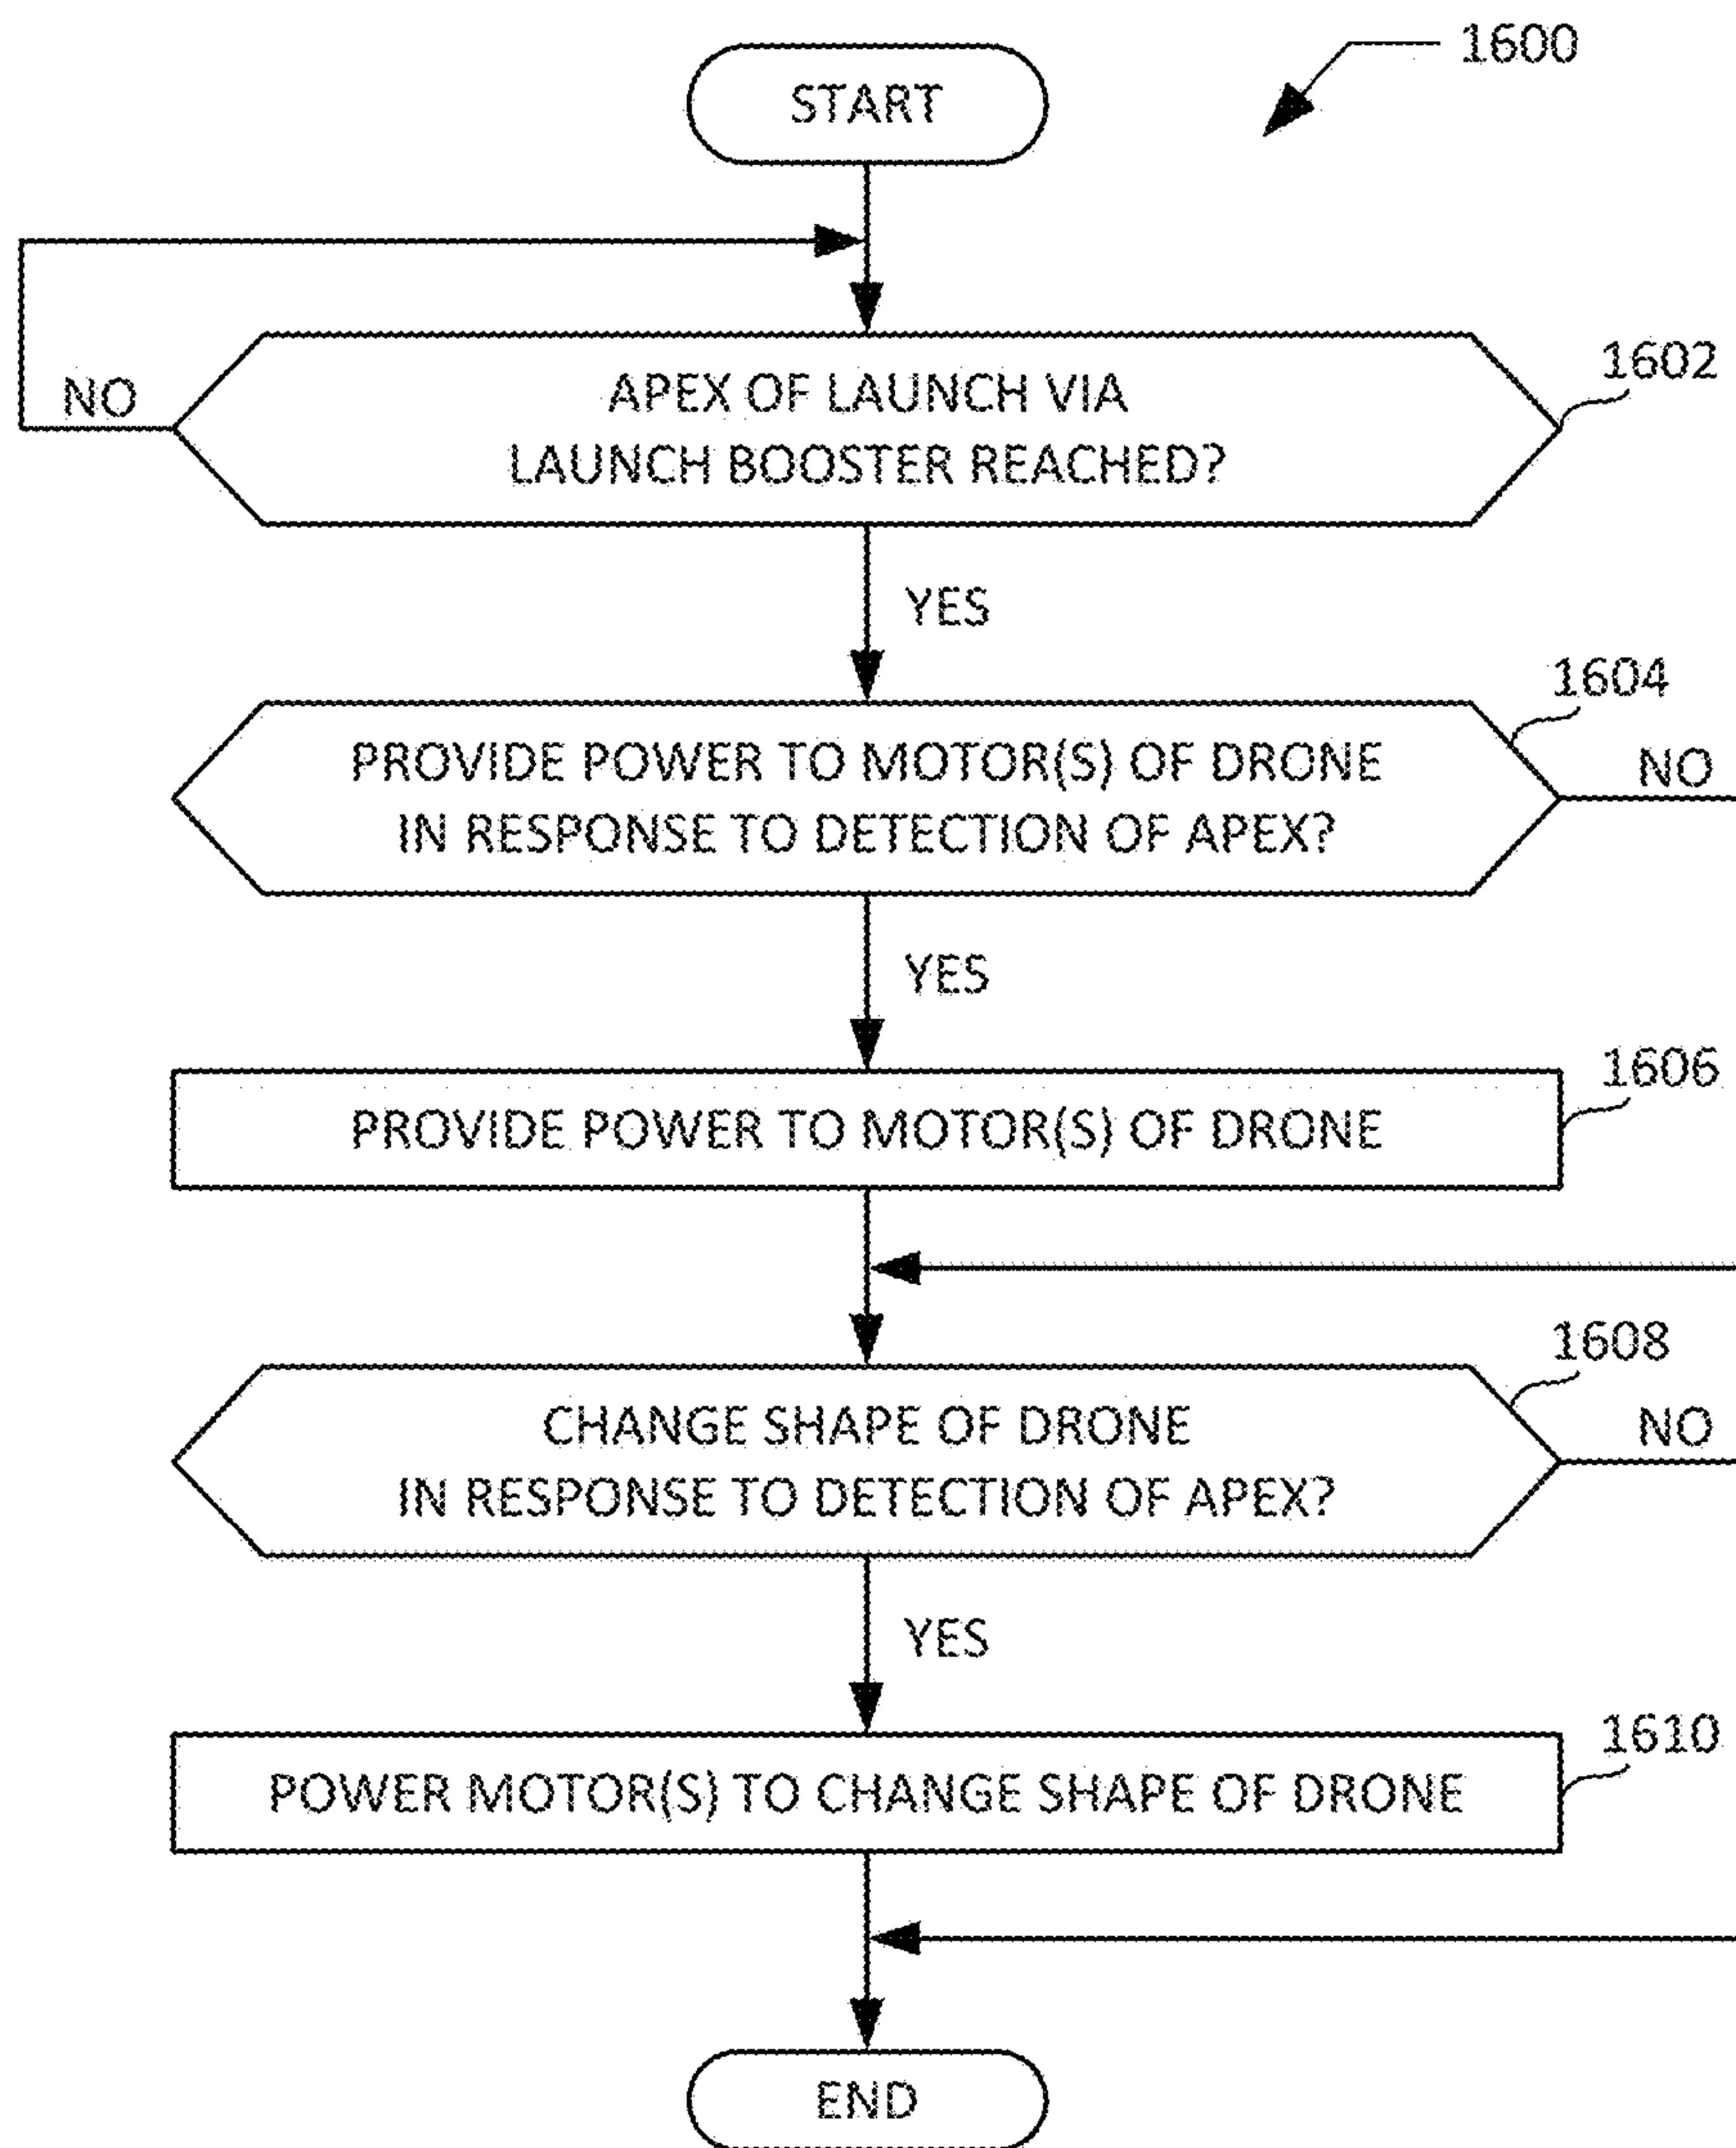 1600
START
NO
APEX OF LAUNCH VIA
LAUNCH BOOSTER REACHED?
1602
YES
1604
PROVIDE POWER TO MOTOR(S) OF DRONE
IN RESPONSE TO DETECTION OF APEX?
NO
YES
1606
PROVIDE POWER TO MOTOR(S) OF DRONE
1608
CHANGE SHAPE OF DRONE
IN RESPONSE TO DETECTION OF APEX?
NO
YES
1610
POWER MOTOR(S) TO CHANGE SHAPE OF DRONE
END